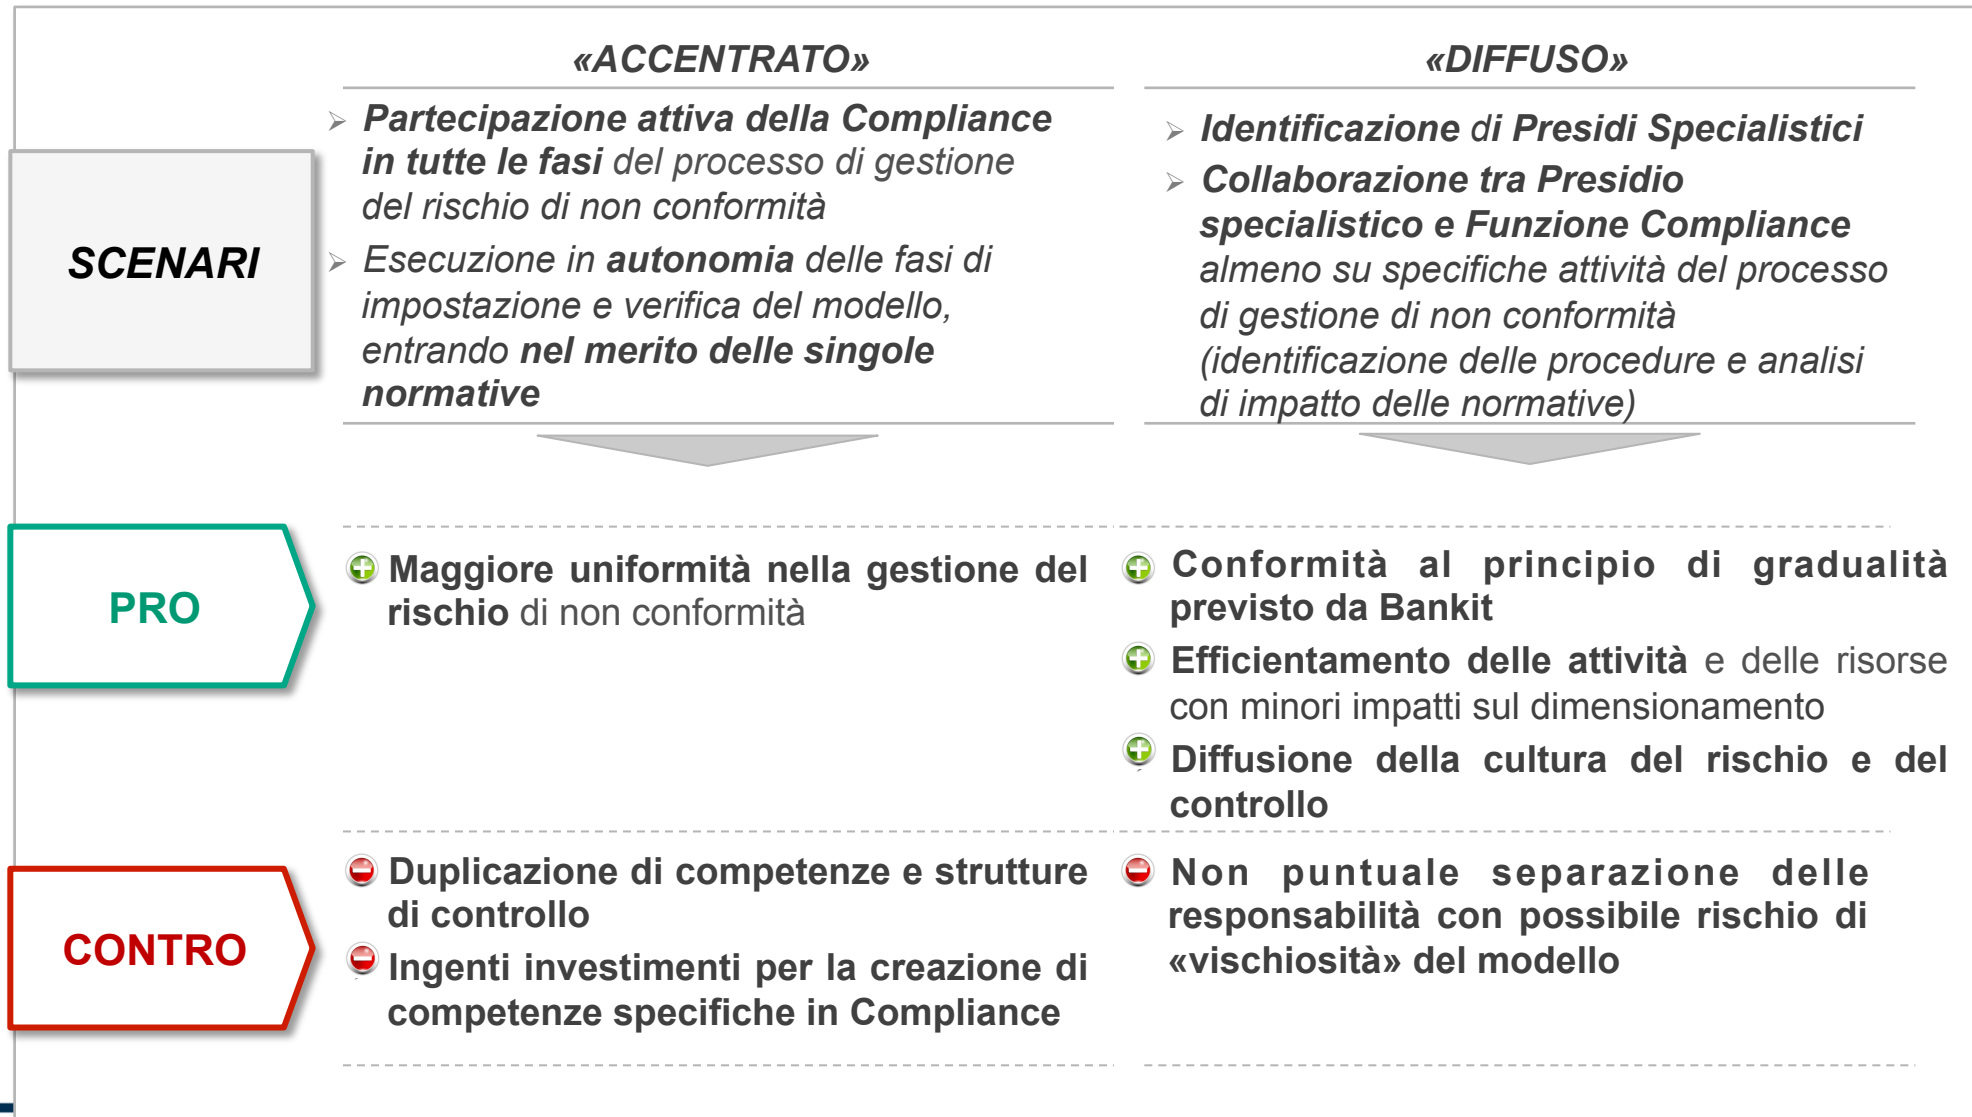 «ACCENTRATO»
«DIFFUSO»
SCENARI
Partecipazione attiva della Compliance
in tutte le fasi del processo di gestione
del rischio di non conformità
Esecuzione in autonomia delle fasi di
impostazione e verifica del modello,
entrando nel merito delle singole
normative
Identificazione di Presidi Specialistici
Collaborazione tra Presidio
specialistico e Funzione Compliance
almeno su specifiche attività del processo
di gestione di non conformità
(identificazione delle procedure e analisi
di impatto delle normative)
PRO
Maggiore uniformità nella gestione del
rischio di non conformità
Conformità al principio di gradualità
previsto da Bankit
Efficientamento delle attività e delle risorse
con minori impatti sul dimensionamento
Diffusione della cultura del rischio e del
controllo
CONTRO
Duplicazione di competenze e strutture
di controllo
Ingenti investimenti per la creazione di
competenze specifiche in Compliance
Non puntuale separazione delle
responsabilità con possibile rischio di
«vischiosità» del modello